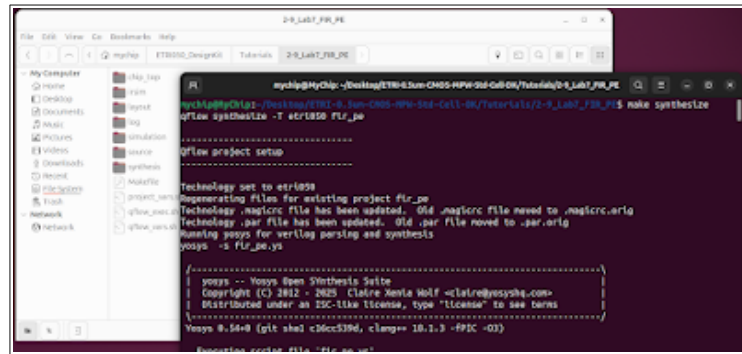 2-9_Lab7_FIR_PE
File Edit View Go Bookmarks Help
mychip ETRI050_DesignKit Tutorials 2-9_Lab7_FIR_PE
My Computer
Home
Desktop
Documents
Music
Pictures
Videos
Downloads
Recent
File System
Trash
Network
Network
chip_top
layout
log
simulation
source
synthesis
Makefile
mychip@MyChip: ~/Desktop/ETRI-0.5um-CMOS-MPW-Std-Cell-DK/Tutorials/2-9_Lab7_FIR_PE
mychip@MyChip:~/Desktop/ETRI-0.5um-CMOS-MPW-Std-Cell-DK/Tutorials/2-9_Lab7_FIR_PE$ make synthesize
qflow synthesize -T etri050 fir_pe
--------------------------------
Qflow project setup
--------------------------------
Technology set to etri050
Regenerating files for existing project fir_pe
Technology .magicrc file has been updated. Old .magicrc file moved to .magicrc.orig
Technology .par file has been updated. Old .par file moved to .par.orig
Running yosys for verilog parsing and synthesis
yosys -s fir_pe.ys
yosys -- Yosys Open SYnthesis Suite
Copyright (C) 2012 - 2025 Claire Xenia Wolf <claire@yosyshq.com>
Distributed under an ISC-like license, type "license" to see terms
Yosys 0.54+0 (git sha1 c16cc539d, clang++ 18.1.3 -fPIC -O3)
Executing script file `fir_pe.ys'